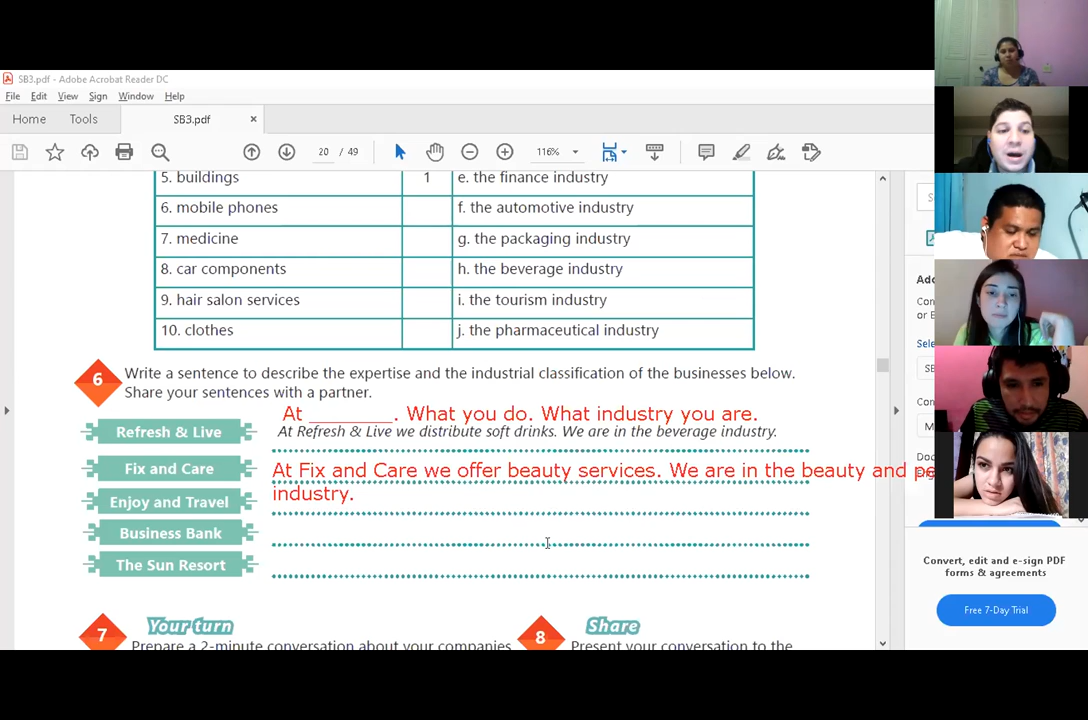 SB3.pdf - Adobe Acrobat Reader DC
File Edit View Sign Window Help
Home Tools SB3.pdf ×
20 / 49 116%
5. buildings 1 e. the finance industry
6. mobile phones f. the automotive industry
7. medicine g. the packaging industry
8. car components h. the beverage industry
9. hair salon services i. the tourism industry
10. clothes j. the pharmaceutical industry
6 Write a sentence to describe the expertise and the industrial classification of the businesses below.
Share your sentences with a partner.
At ________. What you do. What industry you are.
Refresh & Live At Refresh & Live we distribute soft drinks. We are in the beverage industry.
Fix and Care At Fix and Care we offer beauty services. We are in the beauty and pe
industry.
Enjoy and Travel
Business Bank
The Sun Resort
7 Your turn 8 Share
Prepare a 2-minute conversation about your companies Present your conversation to the
Convert, edit and e-sign PDF
forms & agreements
Free 7-Day Trial